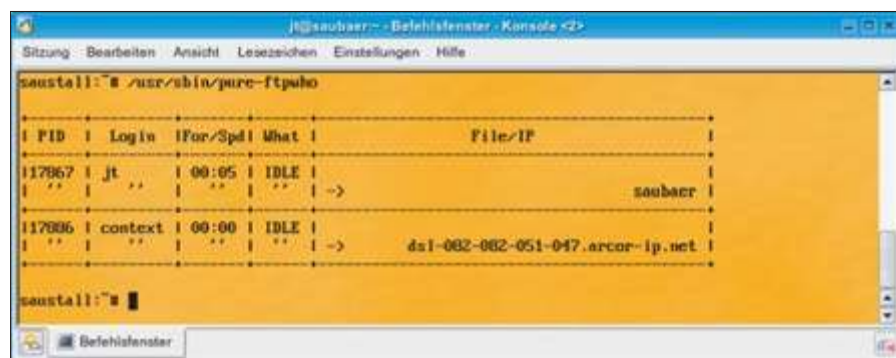 jt@saubaer:~ - Befehlsfenster - Konsole <2>
Sitzung Bearbeiten Ansicht Lesezeichen Einstellungen Hilfe
saustall:~# /usr/sbin/pure-ftpwho
+-------+---------+-------+------+-------------------------------------------+
| PID | Login |For/Spd| What | File/IP |
+-------+---------+-------+------+-------------------------------------------+
|17867 | jt | 00:05 | IDLE | |
| '' | '' | '' | '' | -> saubaer |
+-------+---------+-------+------+-------------------------------------------+
|17886 | context | 00:00 | IDLE | |
| '' | '' | '' | '' | -> dsl-082-082-051-047.arcor-ip.net |
+-------+---------+-------+------+-------------------------------------------+
saustall:~#
Befehlsfenster